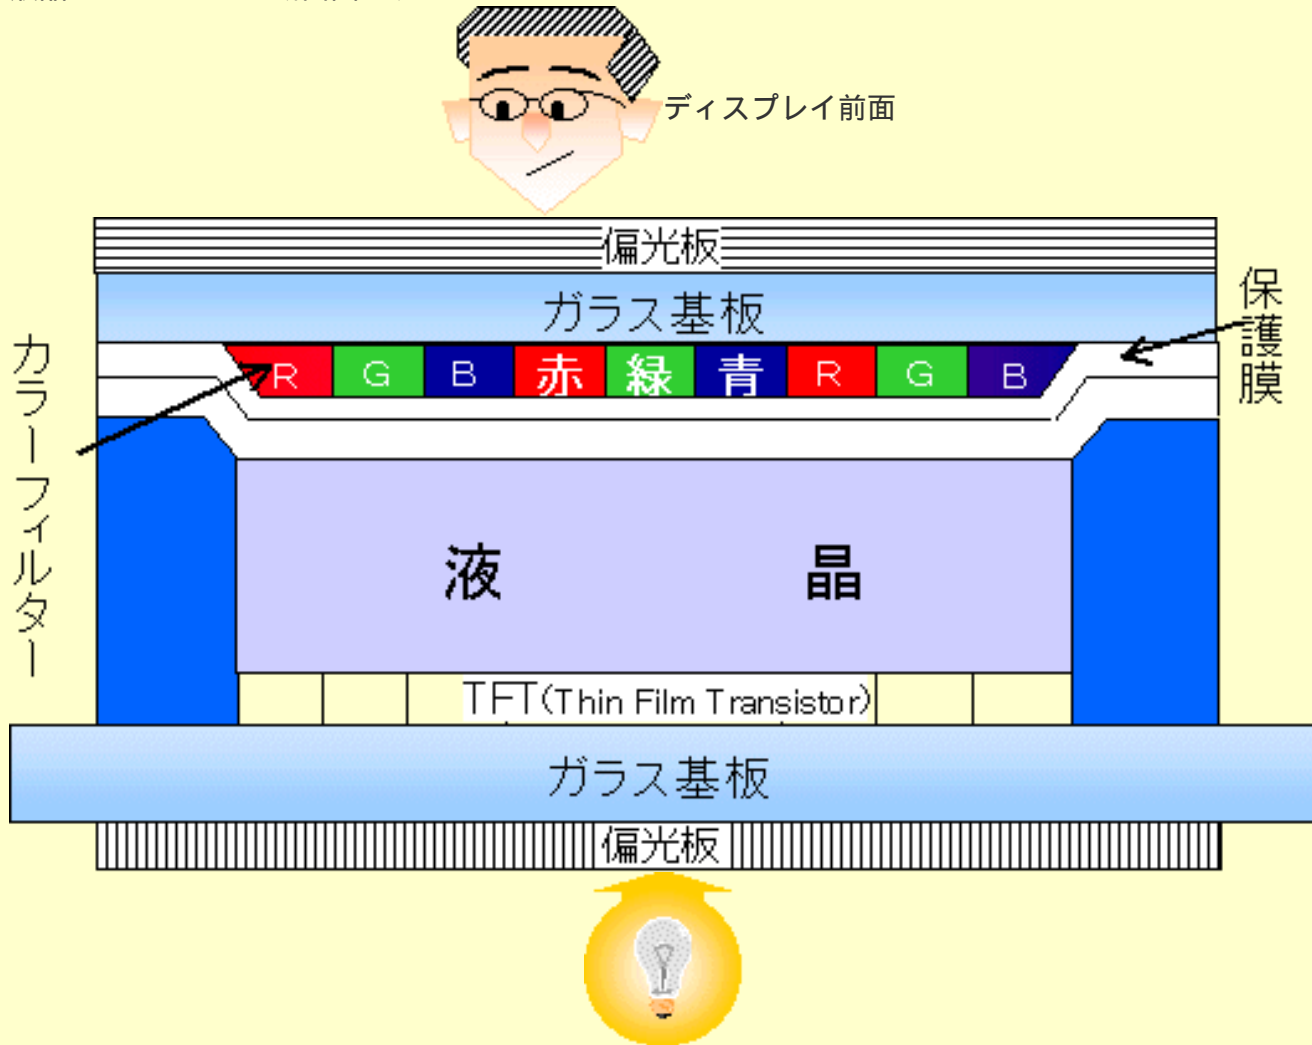 ディスプレイ前面
偏光板
ガラス基板
保護膜
カラーフィルター
R G B 赤 緑 青 R G B
液晶
TFT(Thin Film Transistor)
ガラス基板
偏光板